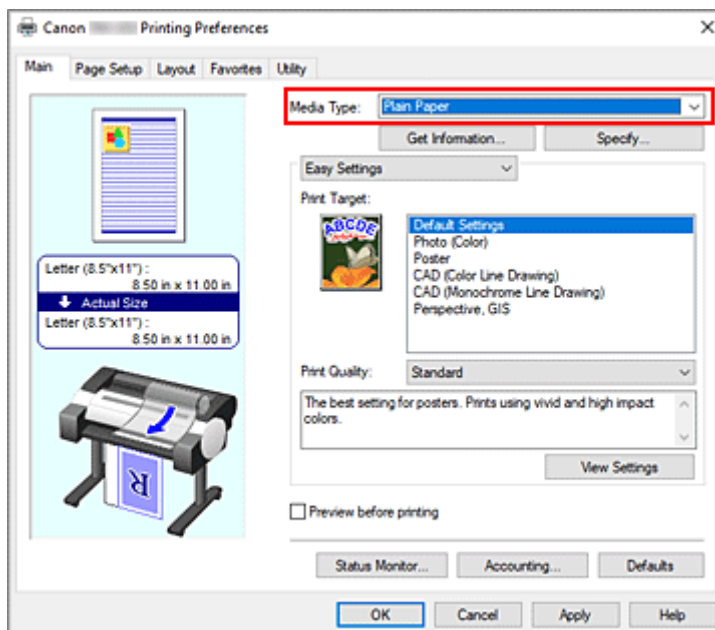 Canon Printing Preferences
Main Page Setup Layout Favorites Utility
Media Type: Plain Paper
Get Information... Specify...
Easy Settings
Print Target:
ABCDE
Default Settings
Photo (Color)
Poster
CAD (Color Line Drawing)
CAD (Monochrome Line Drawing)
Perspective, GIS
Letter (8.5"x11") :
8.50 in x 11.00 in
Actual Size
Letter (8.5"x11") :
8.50 in x 11.00 in
R
Print Quality: Standard
The best setting for posters. Prints using vivid and high impact
colors.
View Settings
Preview before printing
Status Monitor... Accounting... Defaults
OK Cancel Apply Help